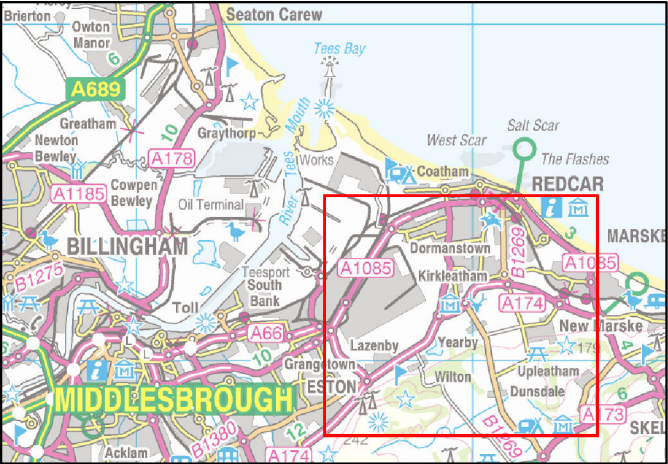 Brierton
Seaton Carew
Owton
Manor
6
Tees Bay
A689
Greatham
10
Graythorp
Mouth
Tees
River
Salt Scar
West Scar
The Flashes
Newton
Bewley
A178
Works
Coatham
REDCAR
A1185
Cowpen
Bewley
Oil Terminal
3
MARSKE
BILLINGHAM
Dormanstown
B1269
A1085
A1085
B1275
Teesport
South
Bank
Kirkleatham
A174
Toll
A66
New Marske
10
Lazenby
Yearby
179
4
Grangetown
ESTON
Wilton
Upleatham
Dunsdale
6
MIDDLESBROUGH
L
L
B1380
12
242
A173
SKEL
Acklam
A174
B1269